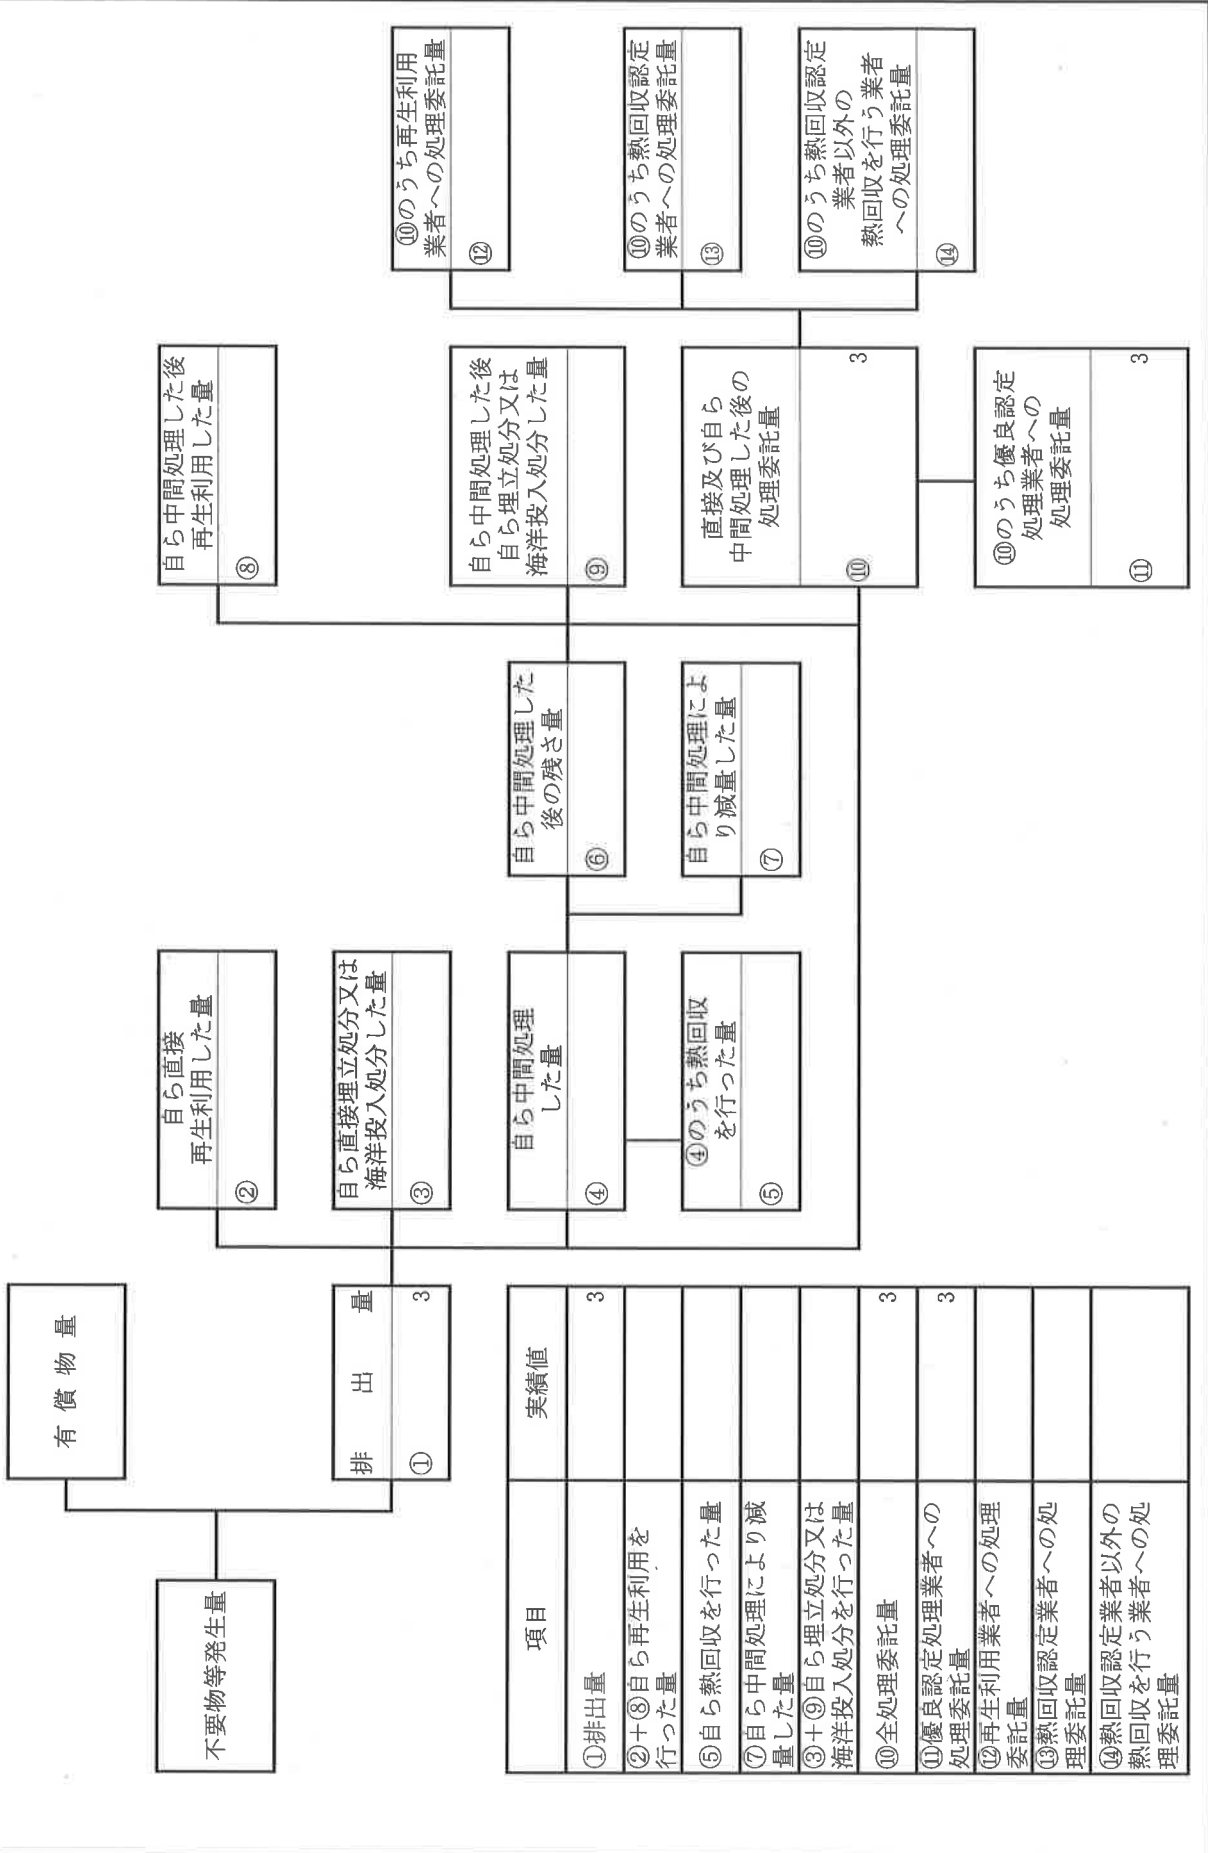 有償物量
不要物等発生量
排出量
① 3
自ら直接
再生利用した量
②
自ら直接埋立処分又は
海洋投入処分した量
③
自ら中間処理
した量
④
④のうち熱回収
を行った量
⑤
自ら中間処理した
後の残さ量
⑥
自ら中間処理によ
り減量した量
⑦
自ら中間処理した後
再生利用した量
⑧
自ら中間処理した後
自ら埋立処分又は
海洋投入処分した量
⑨
直接及び自ら
中間処理した後の
処理委託量
⑩ 3
⑩のうち優良認定
処理業者への
処理委託量
⑪ 3
⑩のうち再生利用
業者への処理委託量
⑫
⑩のうち熱回収認定
業者への処理委託量
⑬
⑩のうち熱回収認定
業者以外の
熱回収を行う業者
への処理委託量
⑭
項目 実績値
①排出量 3
②+⑧自ら再生利用を
行った量
⑤自ら熱回収を行った量
⑦自ら中間処理により減
量した量
③+⑨自ら埋立処分又は
海洋投入処分を行った量
⑩全処理委託量 3
⑪優良認定処理業者への
処理委託量 3
⑫再生利用業者への処理
委託量
⑬熱回収認定業者への処
理委託量
⑭熱回収認定業者以外の
熱回収を行う業者への処
理委託量